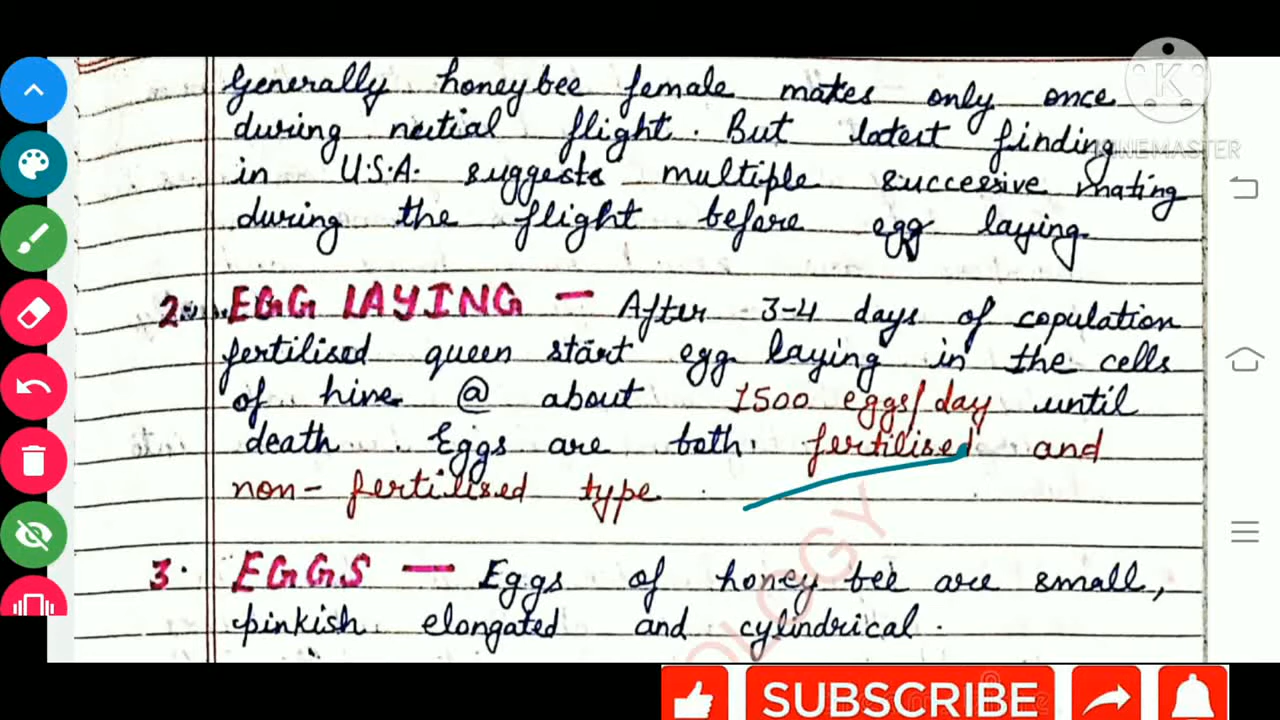 Generally honeybee female makes only once
during nutial flight. But latest finding
in U.S.A. suggests multiple successive mating
during the flight before egg laying.
2. EGG LAYING — After 3-4 days of copulation
fertilised queen start egg laying in the cells
of hive @ about 1500 eggs/day until
death. Eggs are both fertilised and
non-fertilised type.
3. EGGS — Eggs of honey bee are small,
pinkish elongated and cylindrical.
K
KINEMASTER
OLOGY
SUBSCRIBE